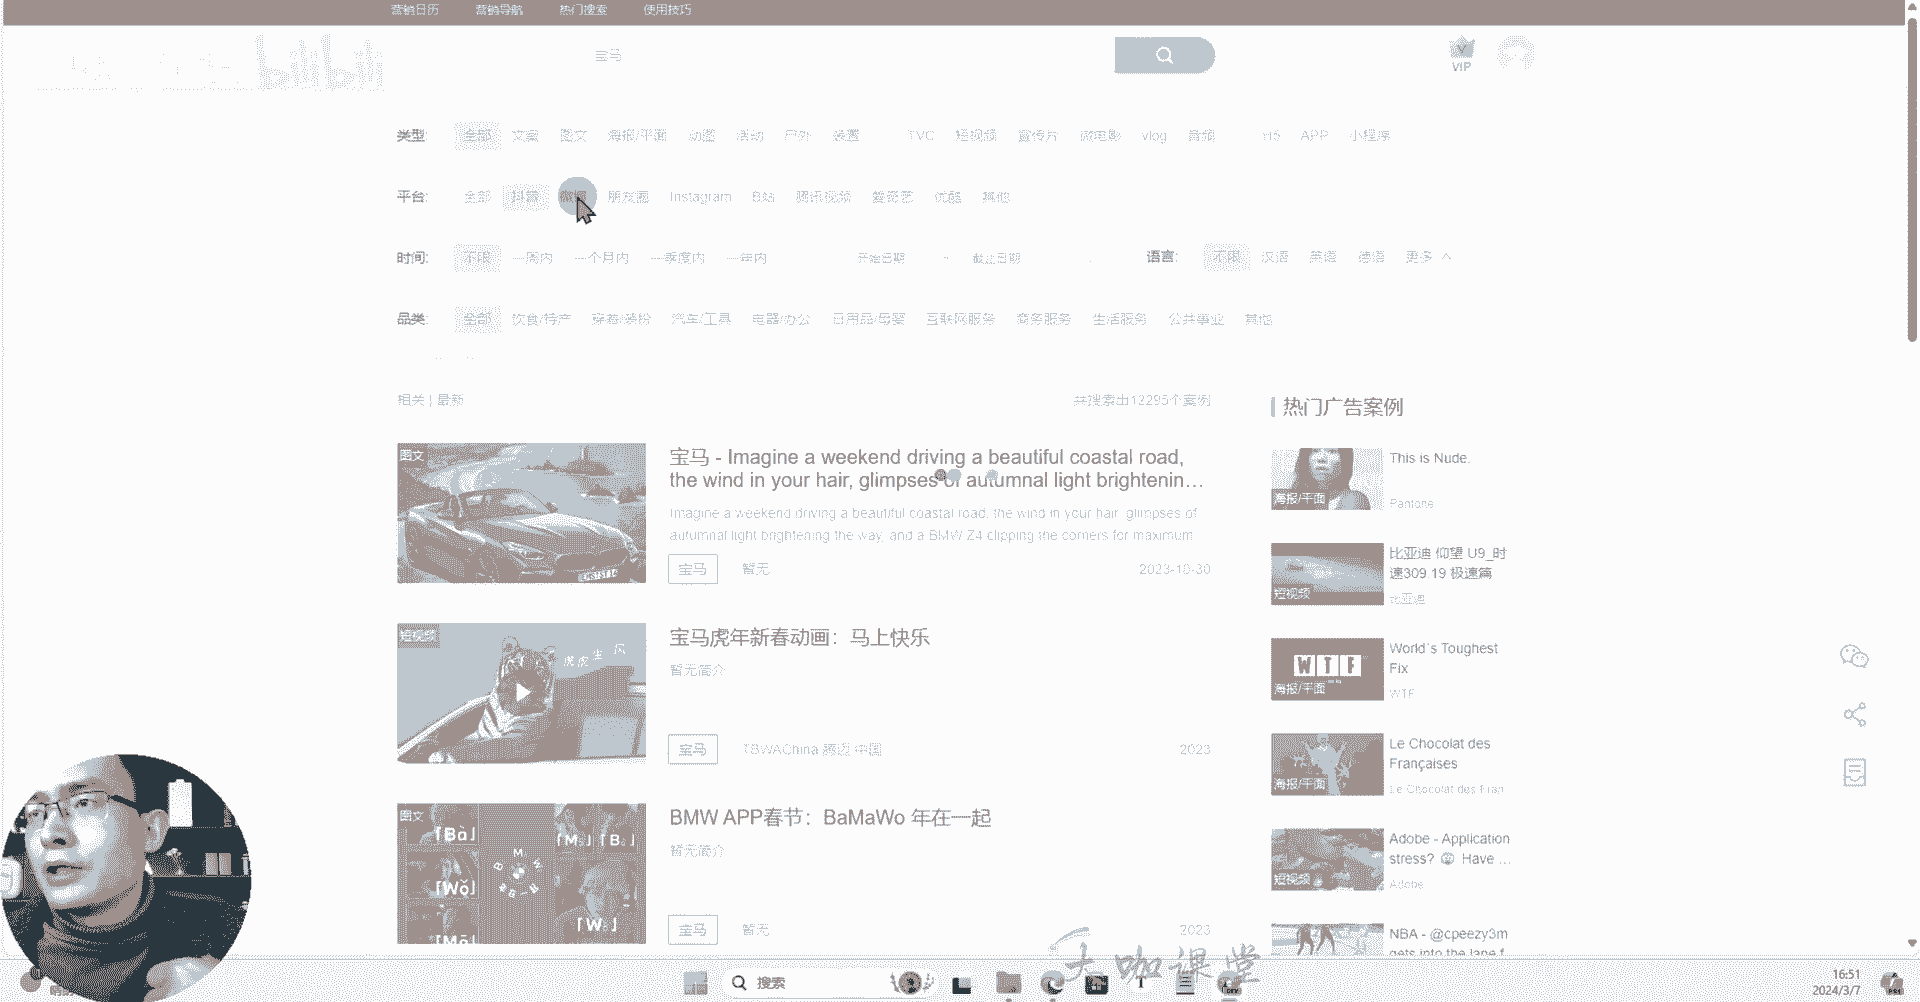 营销日历 营销导航 热门搜索 使用技巧
bilibili
宝马
VIP
类型: 全部 文案 图文 海报/平面 动图 活动 户外 装置 TVC 短视频 宣传片 微电影 vlog 音频 H5 APP 小程序
平台: 全部 抖音 微博 朋友圈 Instagram B站 腾讯视频 爱奇艺 优酷 其他
时间: 不限 一周内 一个月内 一季度内 一年内 开始日期 ~ 截止日期 语言: 不限 汉语 英语 德语 更多
品类: 全部 饮食/特产 穿着/装扮 汽车/工具 电器/办公 日用品/母婴 互联网服务 商务服务 生活服务 公共事业 其他
相关 | 最新 共搜索出12295个案例
图文
宝马 - Imagine a weekend driving a beautiful coastal road,
the wind in your hair, glimpses of autumnal light brightenin…
Imagine a weekend driving a beautiful coastal road, the wind in your hair, glimpses of
autumnal light brightening the way, and a BMW Z4 clipping the corners for maximum
宝马 暂无 2023-10-30
短视频
虎虎生风
宝马虎年新春动画：马上快乐
暂无简介
宝马 TBWAChina 腾迈 中国 2023
图文
「Bà」
「Wǒ」
BMW APP春节：BaMaWo 年在一起
暂无简介
宝马 暂无 2023
热门广告案例
海报/平面
This is Nude.
Pantone
短视频
比亚迪 仰望 U9_时
速309.19 极速篇
比亚迪
WTF
海报/平面
World`s Toughest
Fix
WTF
海报/平面
Le Chocolat des
Françaises
Le Chocolat des Fran
短视频
Adobe - Application
stress? 😩 Have …
Adobe
NBA - @cpeezy3m
gets into the lane f
大咖课堂
搜索
16:51
2024/3/7